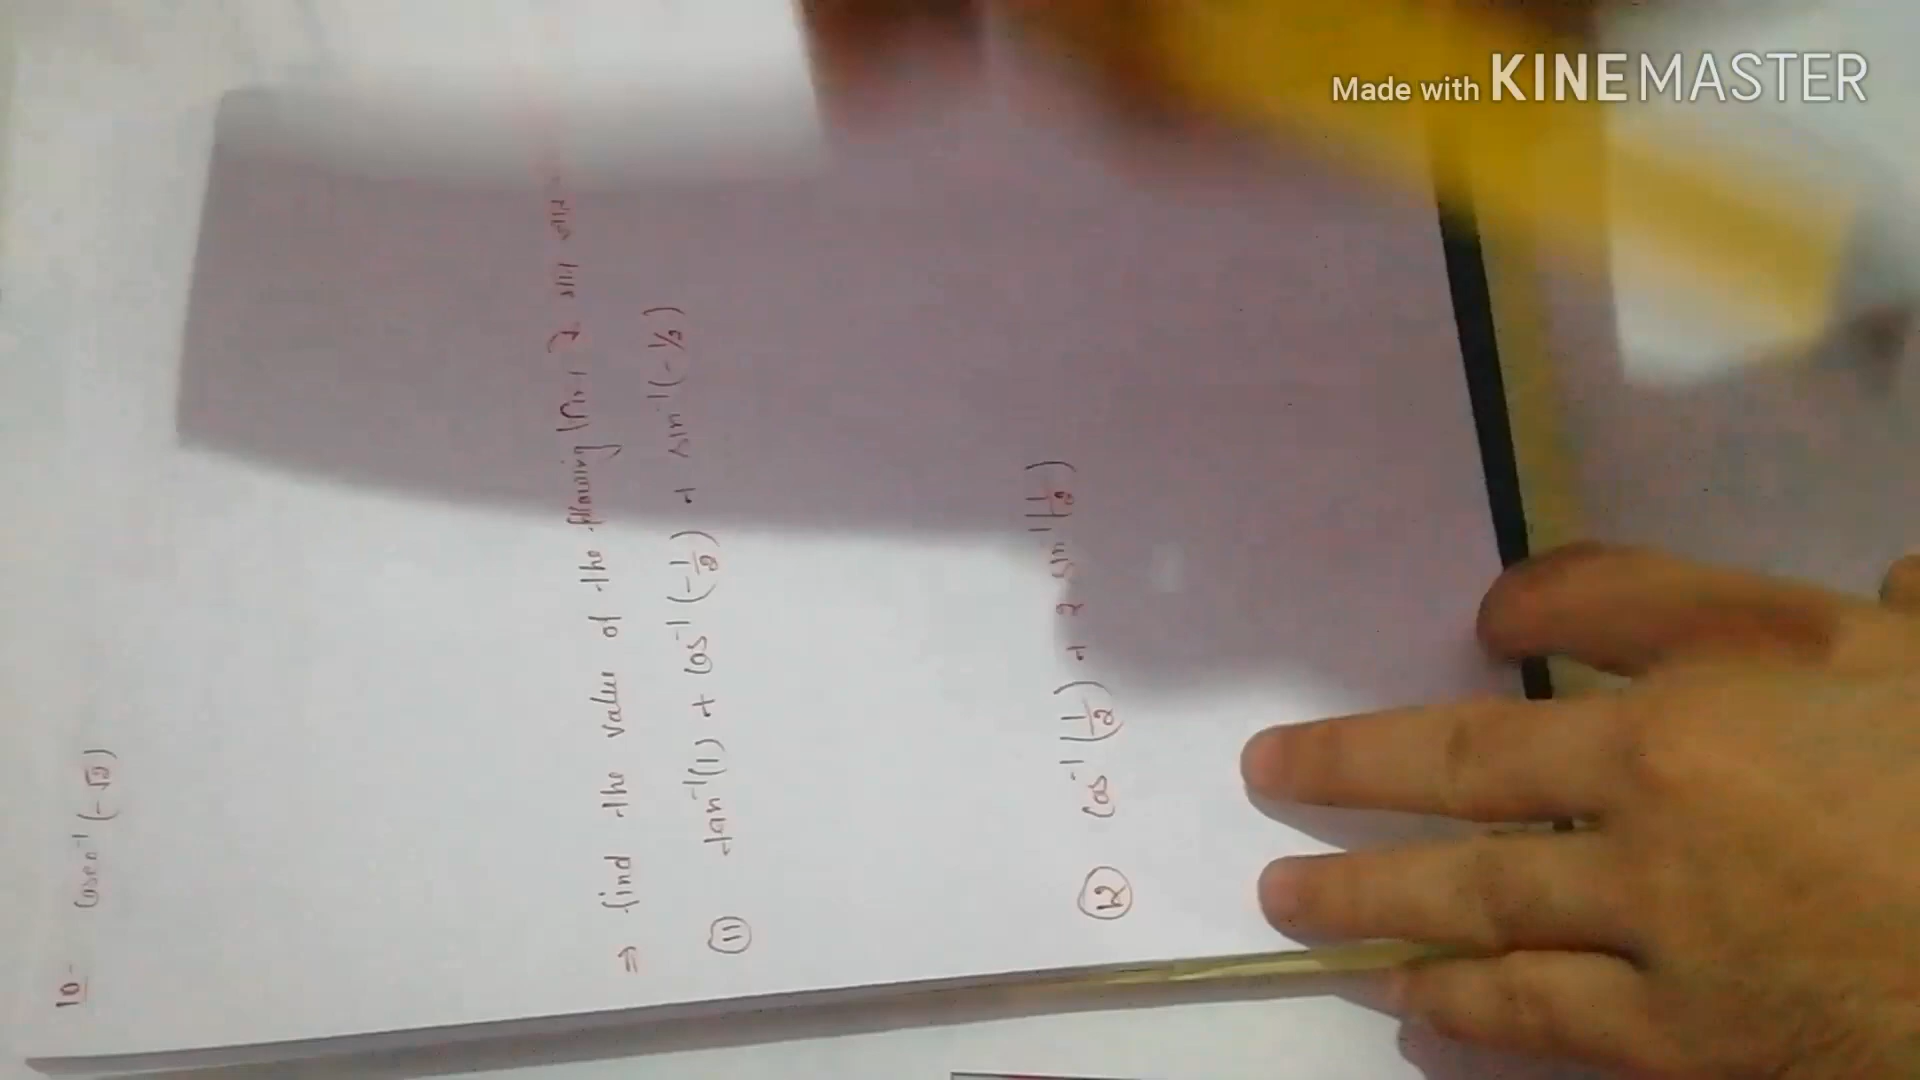 Made with KINEMASTER
10- Cosec⁻¹ (-√2)
⇒ find the value of the following
(11) tan⁻¹(1) + Cos⁻¹ (-1/2) + sin⁻¹(-1/2)
(12) Cos⁻¹ (1/2) + 2 sin⁻¹(1/2)